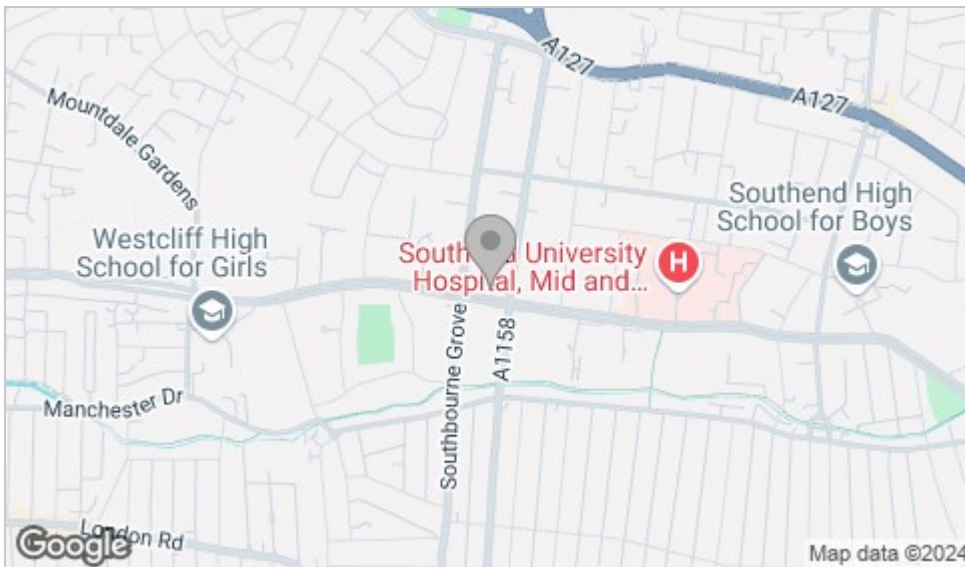 A127
A127
Mountdale Gardens
Southend High
School for Boys
Westcliff High
School for Girls
University
Hospital, Mid and...
H
Southbourne Grove
A1158
Manchester Dr
London Rd
Google
Map data ©2024